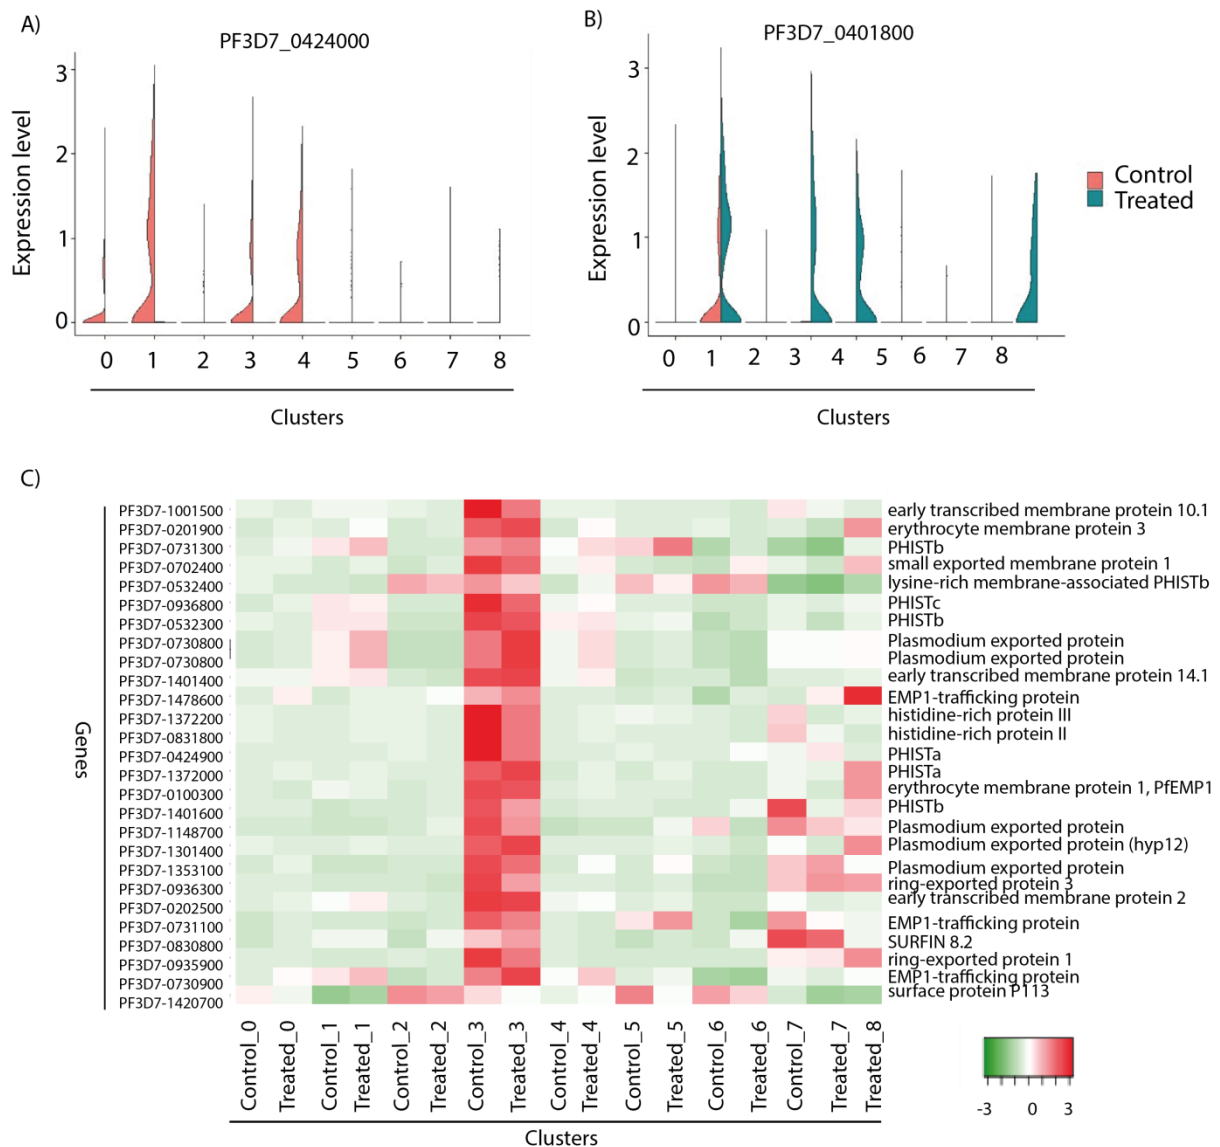 A)
PF3D7_0424000
Expression level
3
2
1
0
0 1 2 3 4 5 6 7 8
Clusters
B)
PF3D7_0401800
Expression level
3
2
1
0
0 1 2 3 4 5 6 7 8
Clusters
Control
Treated
C)
Genes
PF3D7-1001500 early transcribed membrane protein 10.1
PF3D7-0201900 erythrocyte membrane protein 3
PF3D7-0731300 PHISTb
PF3D7-0702400 small exported membrane protein 1
PF3D7-0532400 lysine-rich membrane-associated PHISTb
PF3D7-0936800 PHISTc
PF3D7-0532300 PHISTb
PF3D7-0730800 Plasmodium exported protein
PF3D7-0730800 Plasmodium exported protein
PF3D7-1401400 early transcribed membrane protein 14.1
PF3D7-1478600 EMP1-trafficking protein
PF3D7-1372200 histidine-rich protein III
PF3D7-0831800 histidine-rich protein II
PF3D7-0424900 PHISTa
PF3D7-1372000 PHISTa
PF3D7-0100300 erythrocyte membrane protein 1, PfEMP1
PF3D7-1401600 PHISTb
PF3D7-1148700 Plasmodium exported protein
PF3D7-1301400 Plasmodium exported protein (hyp12)
PF3D7-1353100 Plasmodium exported protein
PF3D7-0936300 ring-exported protein 3
PF3D7-0202500 early transcribed membrane protein 2
PF3D7-0731100 EMP1-trafficking protein
PF3D7-0830800 SURFIN 8.2
PF3D7-0935900 ring-exported protein 1
PF3D7-0730900 EMP1-trafficking protein
PF3D7-1420700 surface protein P113
Control_0 Treated_0 Control_1 Treated_1 Control_2 Treated_2 Control_3 Treated_3 Control_4 Treated_4 Control_5 Treated_5 Control_6 Treated_6 Control_7 Treated_7 Treated_8
Clusters
-3 0 3